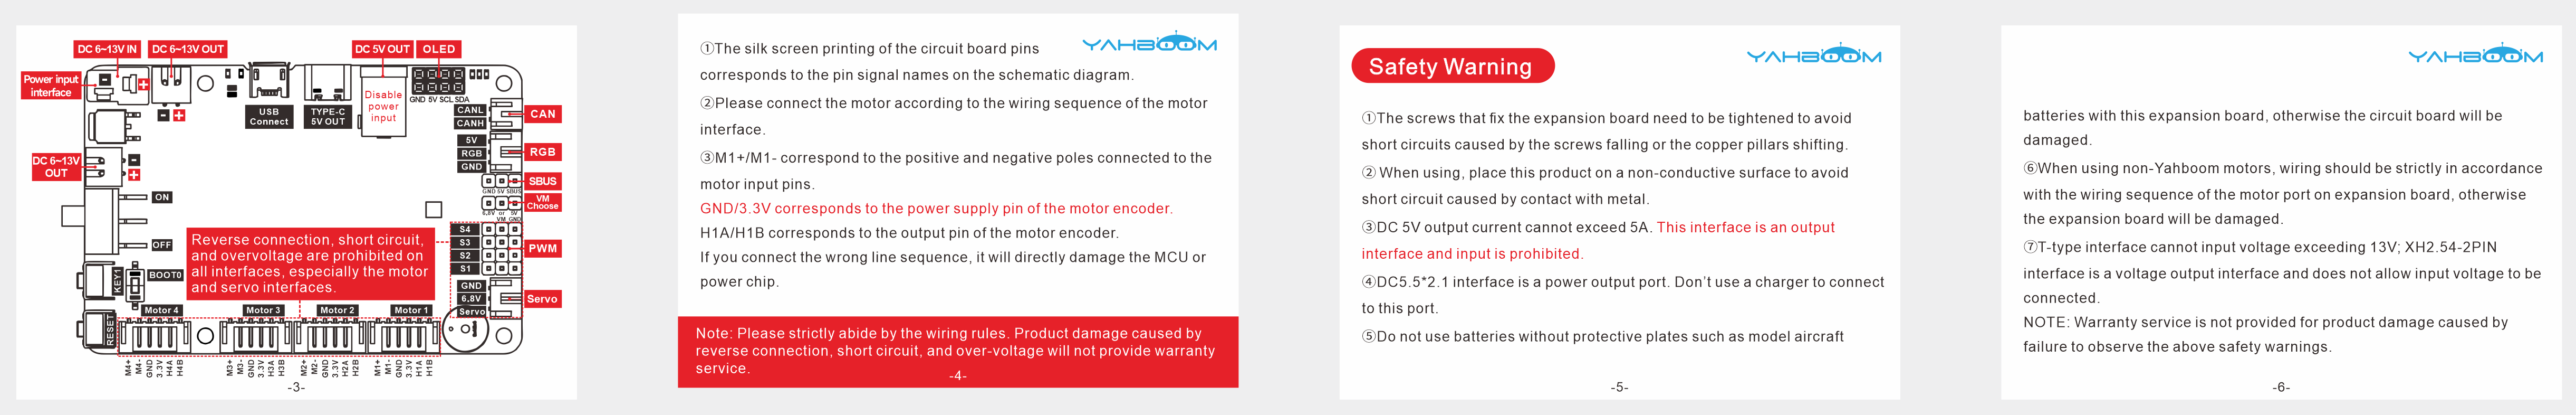 DC 6~13V IN
DC 6~13V OUT
DC 5V OUT
OLED
Power input
interface
Disable
power
input
GND 5V SCL SDA
USB
Connect
TYPE-C
5V OUT
CANL
CANH
CAN
5V
RGB
GND
RGB
DC 6~13V
OUT
SBUS
GND 5V SBUS
VM
Choose
6,8V or 5V
VM GND
ON
OFF
S4
S3
S2
S1
PWM
Reverse connection, short circuit,
and overvoltage are prohibited on
all interfaces, especially the motor
and servo interfaces.
KEY1
BOOT0
GND
6,8V
Servo
Servo
RESET
Motor 4
Motor 3
Motor 2
Motor 1
M4+
M4-
GND
3.3V
H4A
H4B
M3+
M3-
GND
3.3V
H3A
H3B
M2+
M2-
GND
3.3V
H2A
H2B
M1+
M1-
GND
3.3V
H1A
H1B
-3-
YAHBOOM
①The silk screen printing of the circuit board pins
corresponds to the pin signal names on the schematic diagram.
②Please connect the motor according to the wiring sequence of the motor
interface.
③M1+/M1- correspond to the positive and negative poles connected to the
motor input pins.
GND/3.3V corresponds to the power supply pin of the motor encoder.
H1A/H1B corresponds to the output pin of the motor encoder.
If you connect the wrong line sequence, it will directly damage the MCU or
power chip.
Note: Please strictly abide by the wiring rules. Product damage caused by
reverse connection, short circuit, and over-voltage will not provide warranty
service.
-4-
YAHBOOM
Safety Warning
①The screws that fix the expansion board need to be tightened to avoid
short circuits caused by the screws falling or the copper pillars shifting.
② When using, place this product on a non-conductive surface to avoid
short circuit caused by contact with metal.
③DC 5V output current cannot exceed 5A. This interface is an output
interface and input is prohibited.
④DC5.5*2.1 interface is a power output port. Don't use a charger to connect
to this port.
⑤Do not use batteries without protective plates such as model aircraft
-5-
YAHBOOM
batteries with this expansion board, otherwise the circuit board will be
damaged.
⑥When using non-Yahboom motors, wiring should be strictly in accordance
with the wiring sequence of the motor port on expansion board, otherwise
the expansion board will be damaged.
⑦T-type interface cannot input voltage exceeding 13V; XH2.54-2PIN
interface is a voltage output interface and does not allow input voltage to be
connected.
NOTE: Warranty service is not provided for product damage caused by
failure to observe the above safety warnings.
-6-